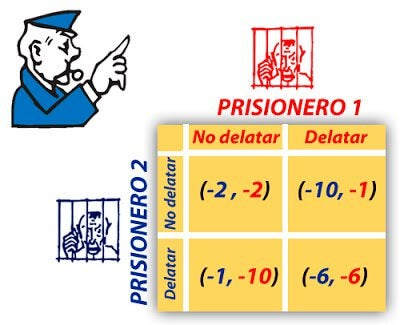 PRISIONERO 1
No delatar Delatar
PRISIONERO 2
No delatar
(-2 , -2) (-10, -1)
Delatar
(-1, -10) (-6, -6)